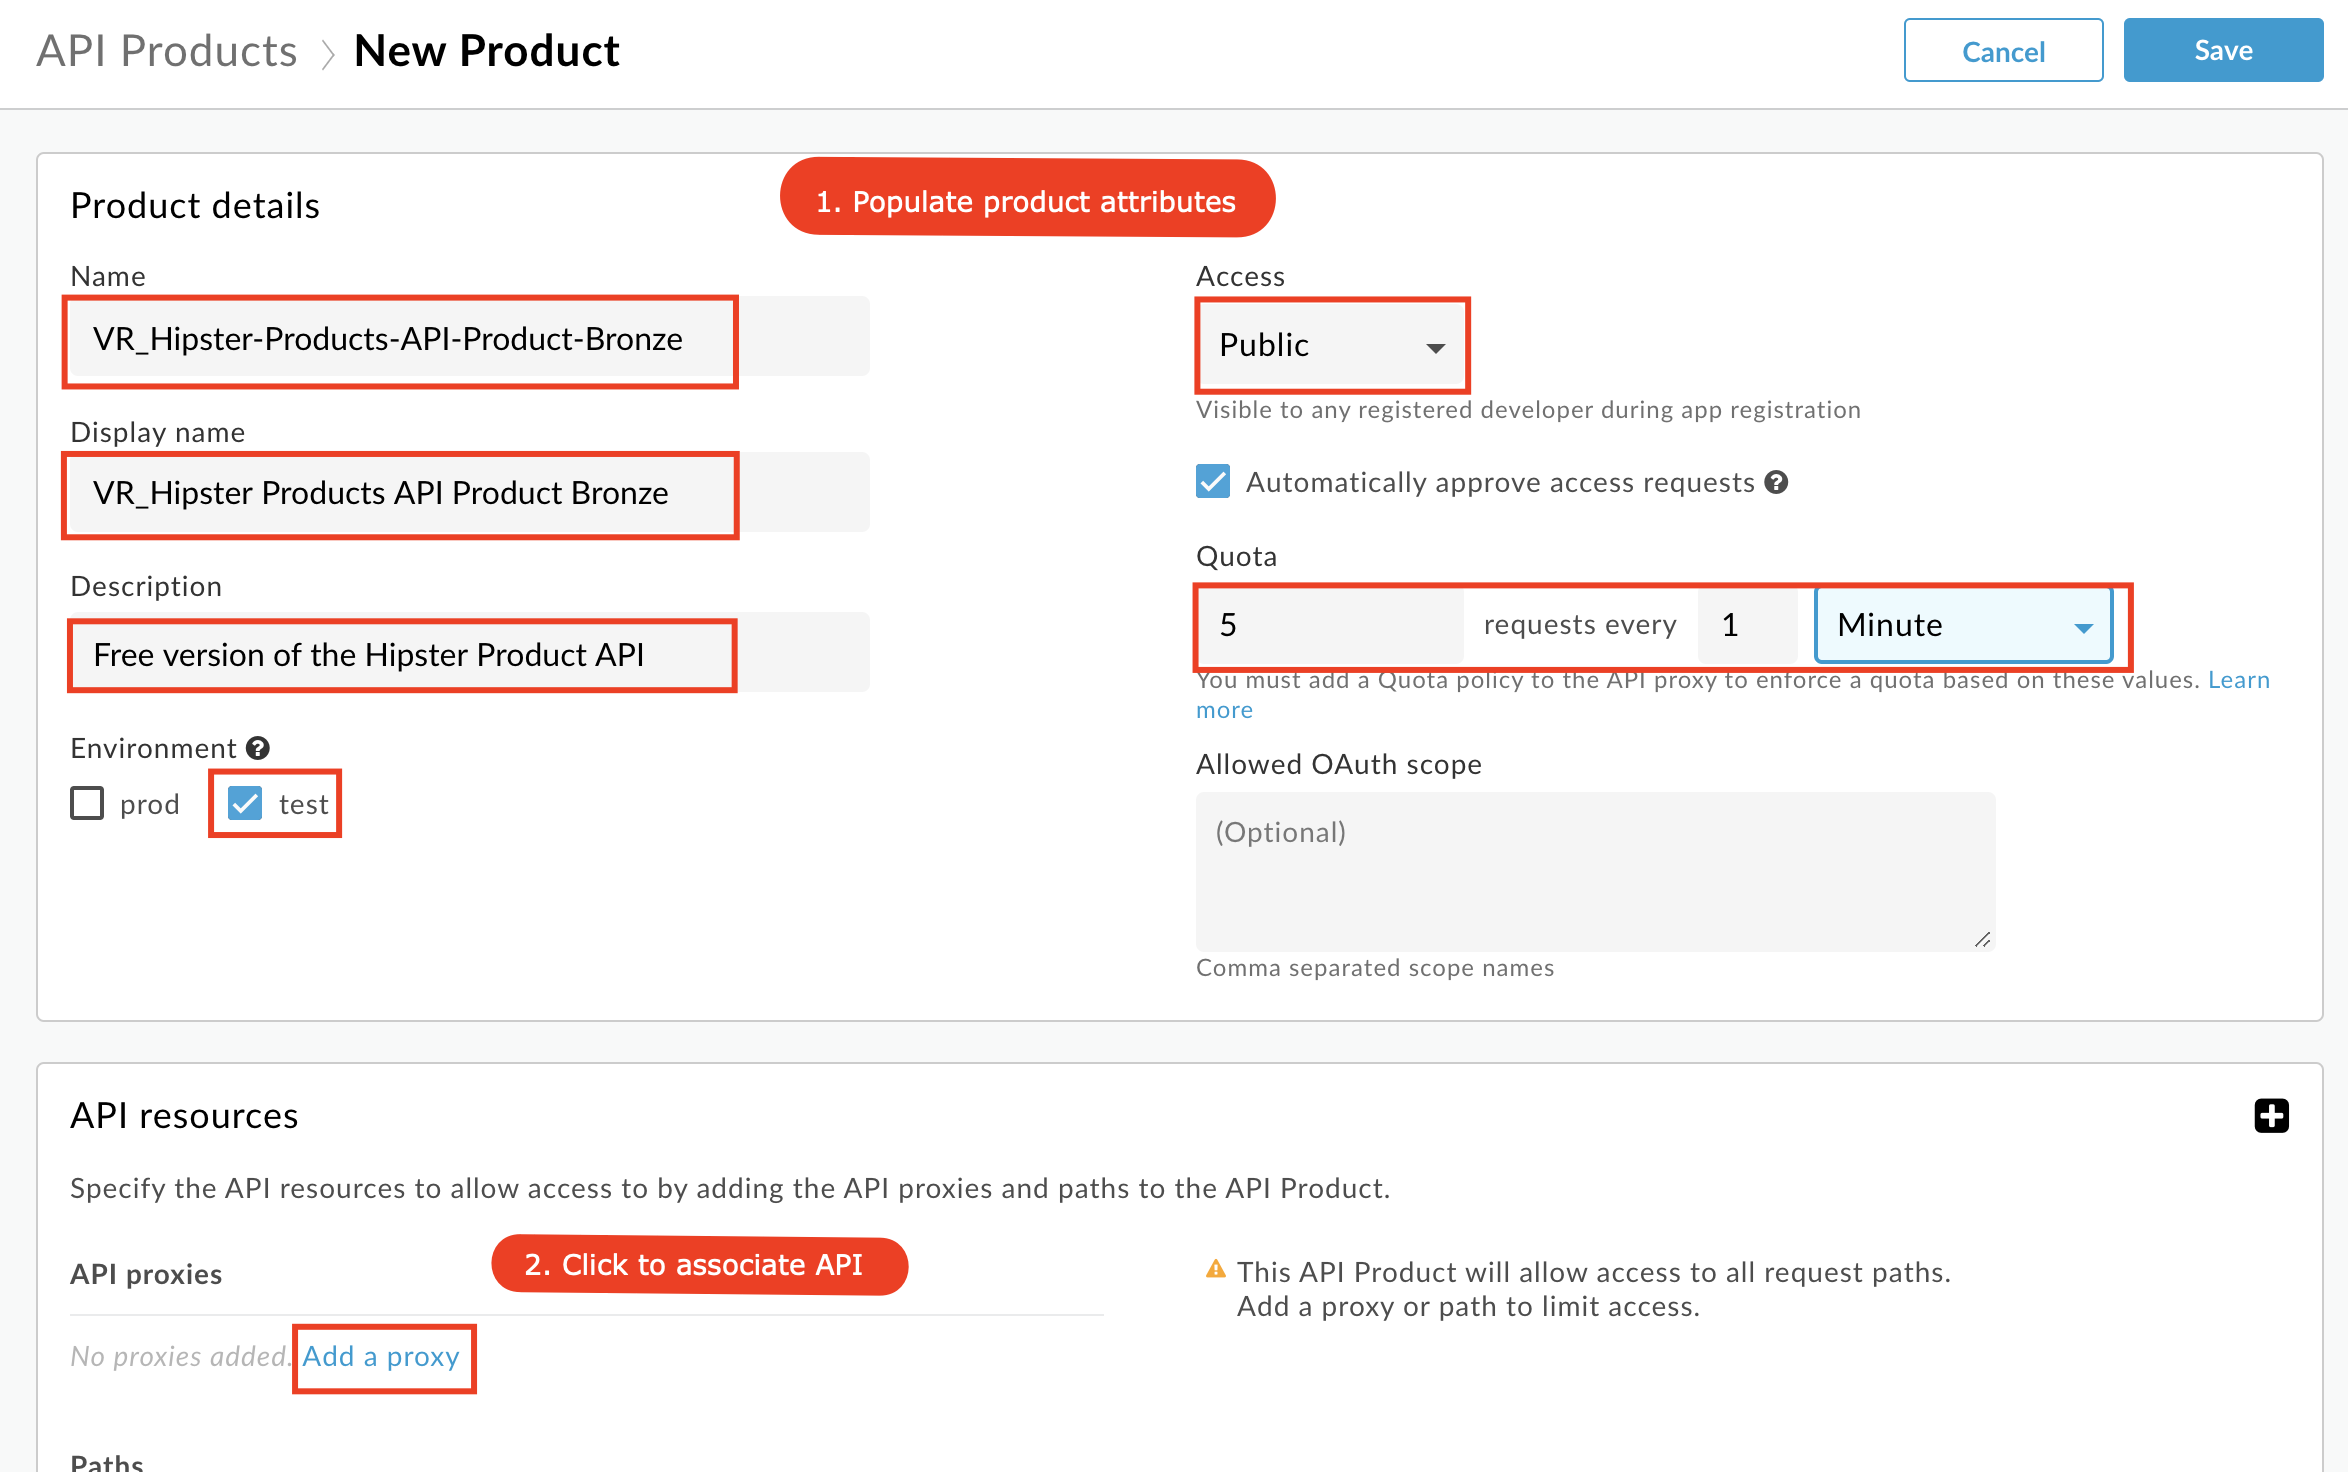 API Products > New Product
Cancel
Save
Product details
1. Populate product attributes
Name
VR_Hipster-Products-API-Product-Bronze
Display name
VR_Hipster Products API Product Bronze
Description
Free version of the Hipster Product API
Environment ?
prod
test
Access
Public
Visible to any registered developer during app registration
Automatically approve access requests ?
Quota
5 requests every 1 Minute
You must add a Quota policy to the API proxy to enforce a quota based on these values. Learn
more
Allowed OAuth scope
(Optional)
Comma separated scope names
API resources
Specify the API resources to allow access to by adding the API proxies and paths to the API Product.
API proxies
2. Click to associate API
No proxies added. Add a proxy
This API Product will allow access to all request paths.
Add a proxy or path to limit access.
Paths